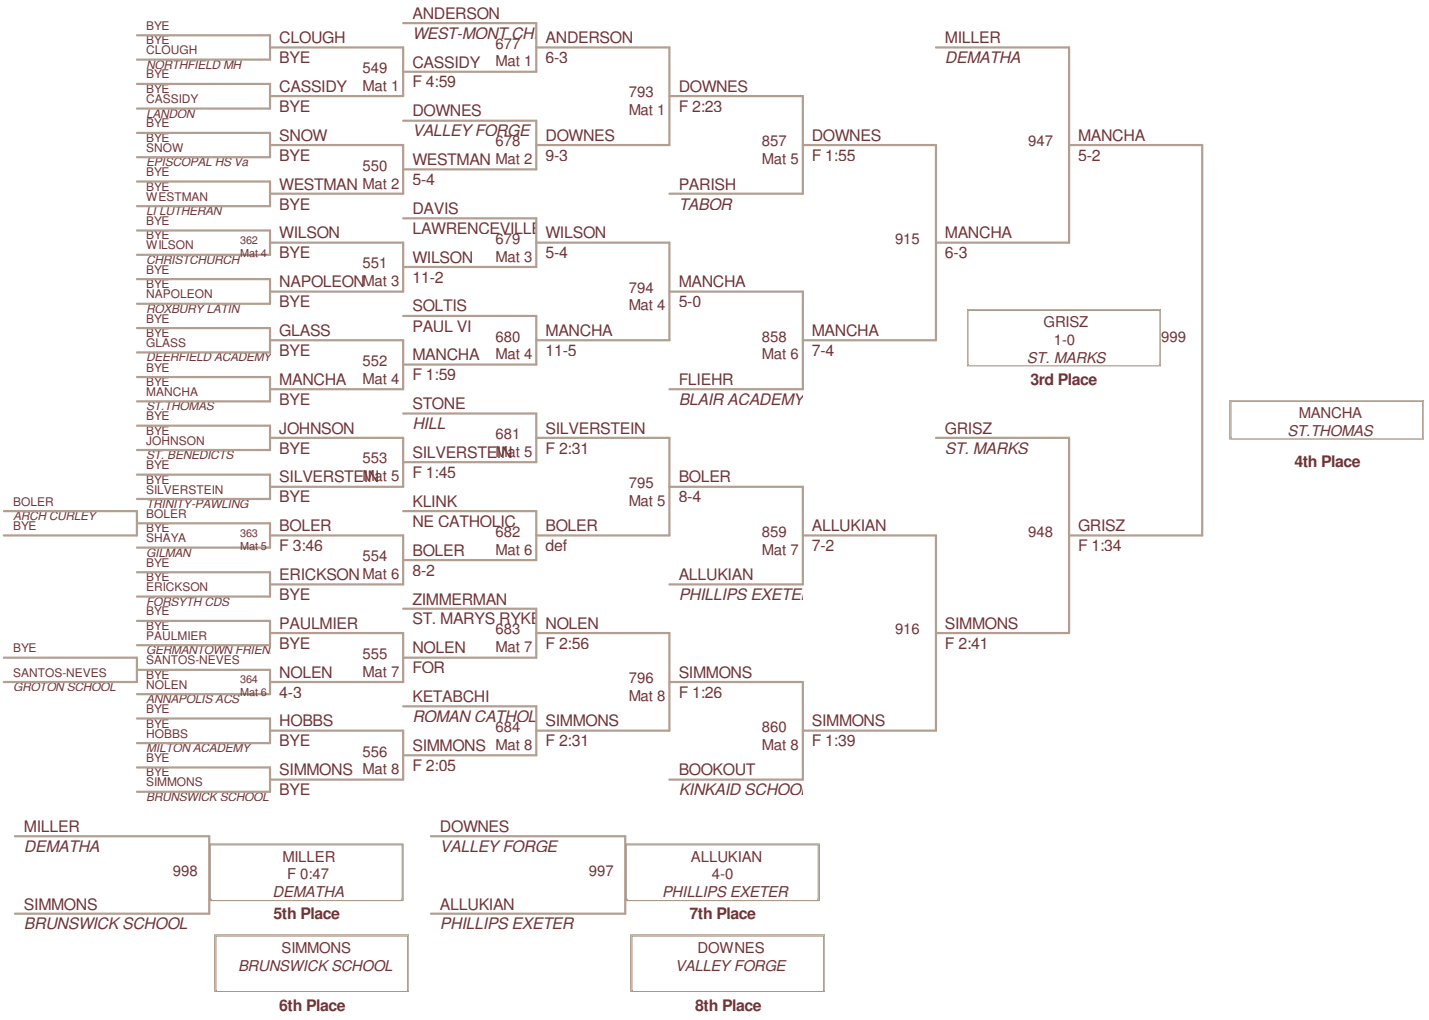 BOLER
ARCH CURLEY
BYE
BYE
SANTOS-NEVES
GROTON SCHOOL
BYE
BYE
CLOUGH
NORTHFIELD MH
BYE
BYE
CASSIDY
LANDON
BYE
BYE
SNOW
EPISCOPAL HS Va
BYE
BYE
WESTMAN
LI LUTHERAN
BYE
BYE
WILSON
CHRISTCHURCH
362
Mat 4
BYE
BYE
NAPOLEON
ROXBURY LATIN
BYE
BYE
GLASS
DEERFIELD ACADEMY
BYE
BYE
MANCHA
ST.THOMAS
BYE
BYE
JOHNSON
ST. BENEDICTS
BYE
BYE
SILVERSTEIN
TRINITY-PAWLING
BOLER
BYE
SHAYA
GILMAN
363
Mat 5
BYE
BYE
ERICKSON
FORSYTH CDS
BYE
BYE
PAULMIER
GERMANTOWN FRIEN
SANTOS-NEVES
BYE
NOLEN
ANNAPOLIS ACS
364
Mat 6
BYE
BYE
HOBBS
MILTON ACADEMY
BYE
BYE
SIMMONS
BRUNSWICK SCHOOL
CLOUGH
BYE
549
Mat 1
CASSIDY
BYE
SNOW
BYE
550
Mat 2
WESTMAN
BYE
WILSON
BYE
551
Mat 3
NAPOLEON
BYE
GLASS
BYE
552
Mat 4
MANCHA
BYE
JOHNSON
BYE
553
Mat 5
SILVERSTEIN
BYE
BOLER
F 3:46
554
Mat 6
ERICKSON
BYE
PAULMIER
BYE
555
Mat 7
NOLEN
4-3
HOBBS
BYE
556
Mat 8
SIMMONS
BYE
ANDERSON
WEST-MONT CH
677
Mat 1
CASSIDY
F 4:59
DOWNES
VALLEY FORGE
678
Mat 2
WESTMAN
5-4
DAVIS
LAWRENCEVILLE
679
Mat 3
WILSON
11-2
SOLTIS
PAUL VI
680
Mat 4
MANCHA
F 1:59
STONE
HILL
681
Mat 5
SILVERSTEIN
F 1:45
KLINK
NE CATHOLIC
682
Mat 6
BOLER
8-2
ZIMMERMAN
ST. MARYS RYKE
683
Mat 7
NOLEN
FOR
KETABCHI
ROMAN CATHOL
684
Mat 8
SIMMONS
F 2:05
ANDERSON
6-3
793
Mat 1
DOWNES
9-3
WILSON
5-4
794
Mat 4
MANCHA
11-5
SILVERSTEIN
F 2:31
795
Mat 5
BOLER
def
NOLEN
F 2:56
796
Mat 8
SIMMONS
F 2:31
DOWNES
F 2:23
857
Mat 5
PARISH
TABOR
MANCHA
5-0
858
Mat 6
FLIEHR
BLAIR ACADEMY
BOLER
8-4
859
Mat 7
ALLUKIAN
PHILLIPS EXETE
SIMMONS
F 1:26
860
Mat 8
BOOKOUT
KINKAID SCHOOL
DOWNES
F 1:55
915
MANCHA
7-4
ALLUKIAN
7-2
916
SIMMONS
F 1:39
MILLER
DEMATHA
947
MANCHA
6-3
GRISZ
ST. MARKS
948
SIMMONS
F 2:41
MANCHA
5-2
999
GRISZ
F 1:34
GRISZ
1-0
ST. MARKS
3rd Place
MANCHA
ST.THOMAS
4th Place
MILLER
DEMATHA
998
SIMMONS
BRUNSWICK SCHOOL
MILLER
F 0:47
DEMATHA
5th Place
SIMMONS
BRUNSWICK SCHOOL
6th Place
DOWNES
VALLEY FORGE
997
ALLUKIAN
PHILLIPS EXETER
ALLUKIAN
4-0
PHILLIPS EXETER
7th Place
DOWNES
VALLEY FORGE
8th Place